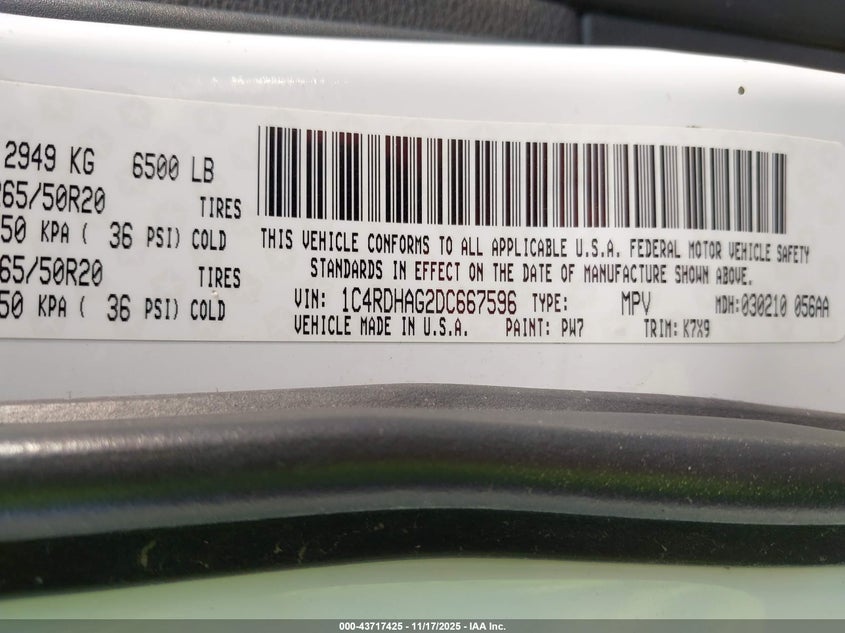 2949 KG 6500 LB
265/50R20 TIRES
50 KPA ( 36 PSI) COLD
65/50R20 TIRES
50 KPA ( 36 PSI) COLD
THIS VEHICLE CONFORMS TO ALL APPLICABLE U.S.A. FEDERAL MOTOR VEHICLE SAFETY
STANDARDS IN EFFECT ON THE DATE OF MANUFACTURE SHOWN ABOVE.
VIN: 1C4RDHAG2DC667596 TYPE: MPV MDH:030210 056AA
VEHICLE MADE IN U.S.A. PAINT: PW7 TRIM: K7X9
000-43717425 - 11/17/2025 - IAA Inc.